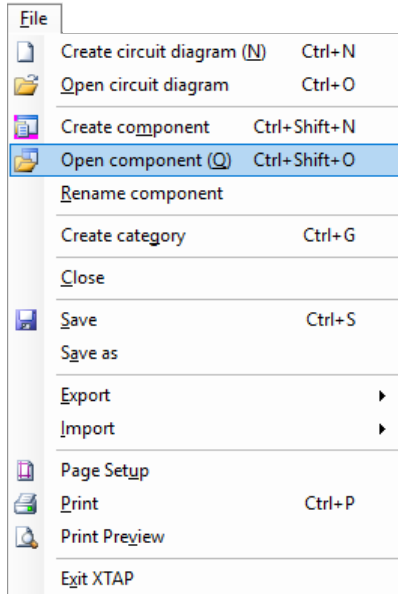 File
Create circuit diagram (N) Ctrl+N
Open circuit diagram Ctrl+O
Create component Ctrl+Shift+N
Open component (Q) Ctrl+Shift+O
Rename component
Create category Ctrl+G
Close
Save Ctrl+S
Save as
Export
Import
Page Setup
Print Ctrl+P
Print Preview
Exit XTAP